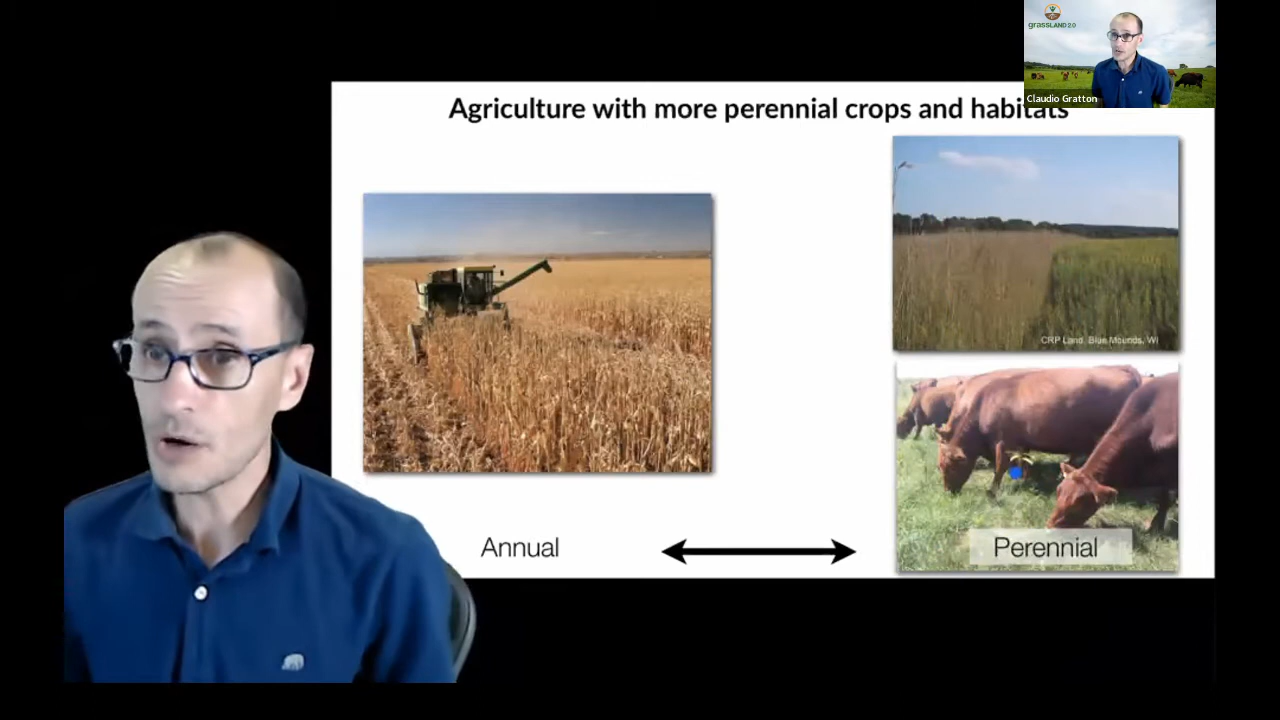 grassLAND 2.0
Claudio Gratton
Agriculture with more perennial crops and habitats
CRP Land, Blue Mounds, WI
Annual
Perennial